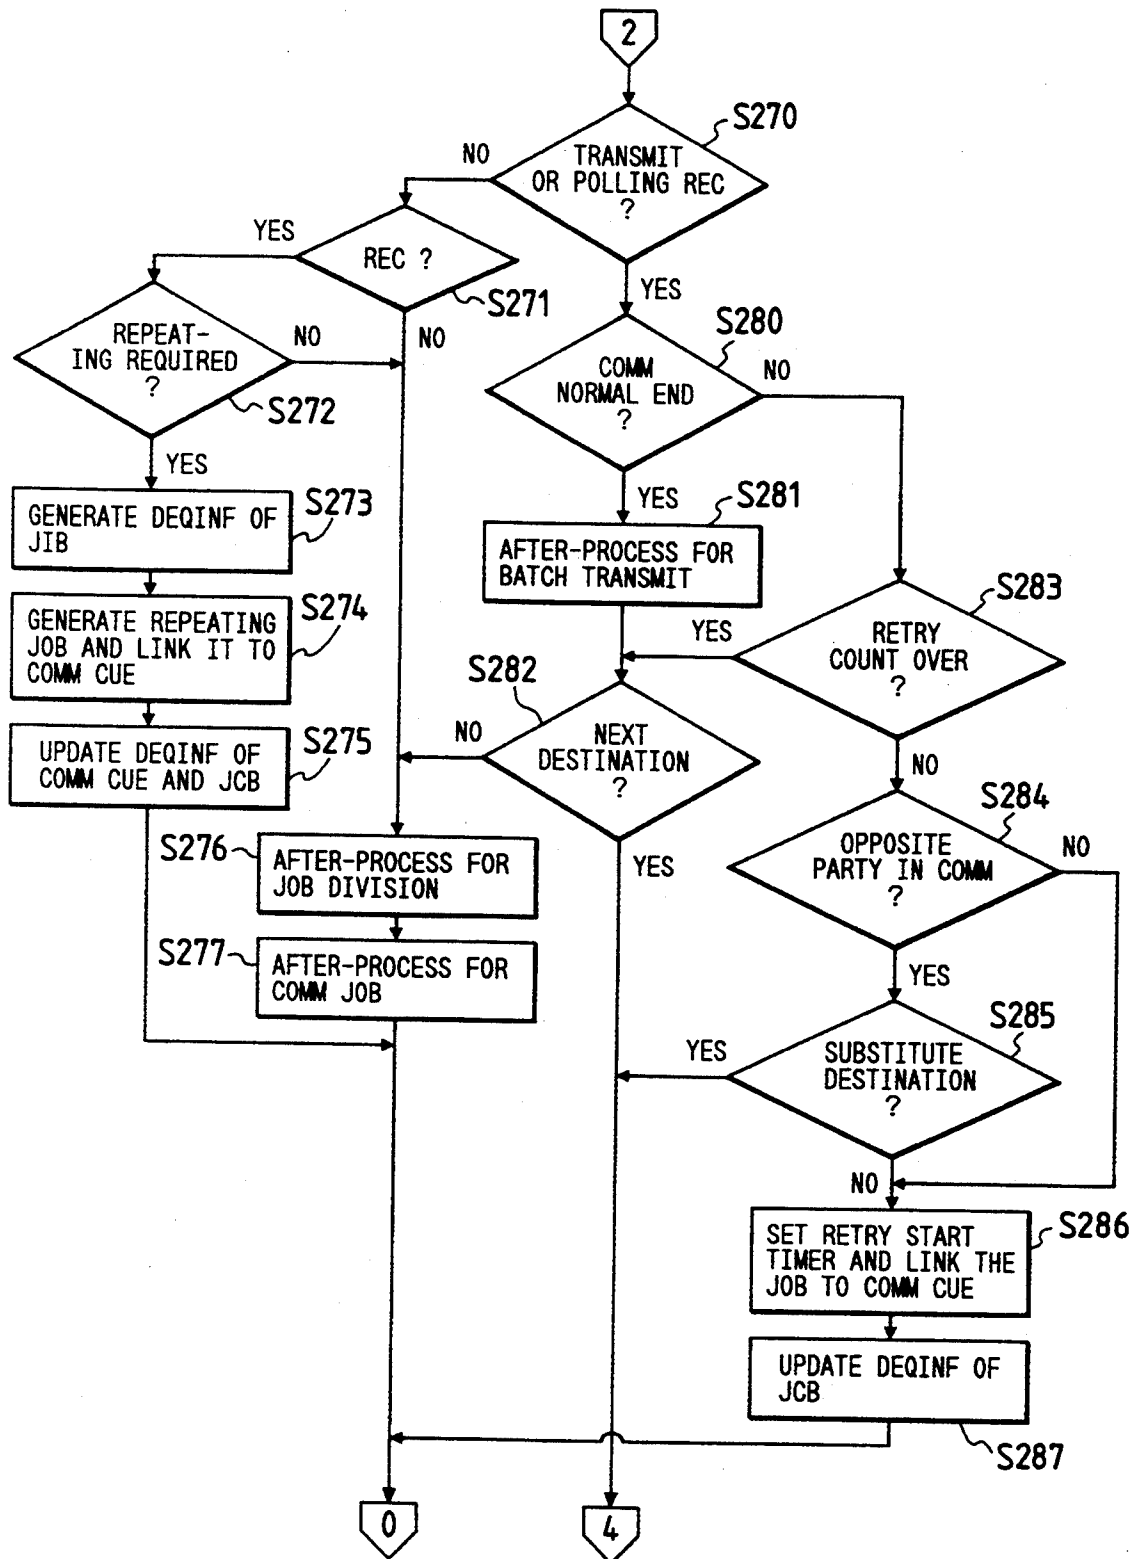 2
S270
TRANSMIT
OR POLLING REC
?
NO
YES
REC ?
S271
YES
NO
REPEAT-
ING REQUIRED
?
S272
NO
YES
S280
COMM
NORMAL END
?
NO
YES
S273
GENERATE DEQINF OF
JIB
S281
AFTER-PROCESS FOR
BATCH TRANSMIT
S274
GENERATE REPEATING
JOB AND LINK IT TO
COMM CUE
S283
RETRY
COUNT OVER
?
YES
NO
S275
UPDATE DEQINF OF
COMM CUE AND JCB
S282
NEXT
DESTINATION
?
NO
YES
S284
OPPOSITE
PARTY IN COMM
?
NO
YES
S276
AFTER-PROCESS FOR
JOB DIVISION
S277
AFTER-PROCESS FOR
COMM JOB
S285
SUBSTITUTE
DESTINATION
?
YES
NO
S286
SET RETRY START
TIMER AND LINK THE
JOB TO COMM CUE
UPDATE DEQINF OF
JCB
S287
0
4